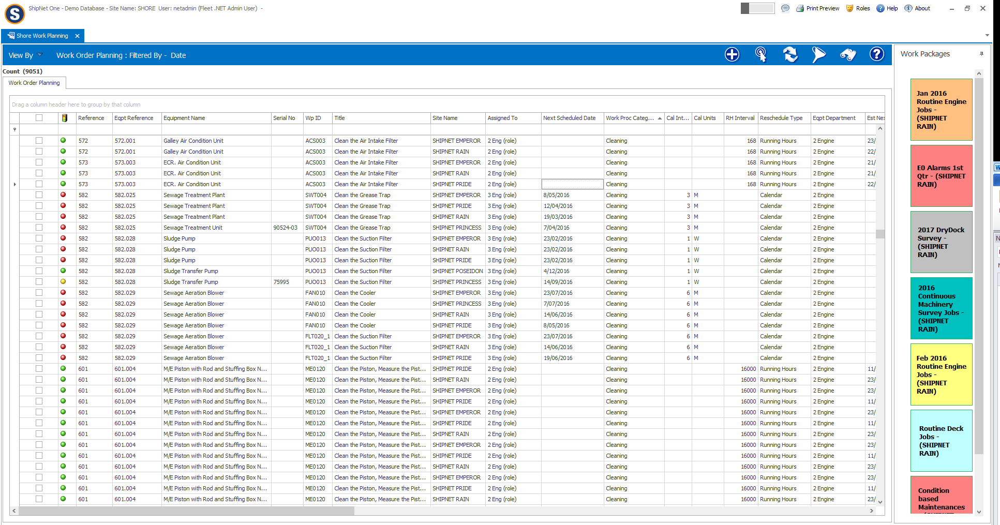 ShipNet One - Demo Database - Site Name: SHORE  User: netadmin (Fleet .NET Admin User)  -
Print Preview Roles Help About
Shore Work Planning
View By Work Order Planning : Filtered By -  Date
Work Packages
Count (9051)
Work Order Planning
Drag a column header here to group by that column
Reference Eqpt Reference Equipment Name Serial No Wp ID Title Site Name Assigned To Next Scheduled Date Work Proc Categ... Cal Int... Cal Units RH Interval Reschedule Type Eqpt Department Est Nex
572 572.001 Galley Air Condition Unit ACS003 Clean the Air Intake Filter SHIPNET EMPEROR 2 Eng (role) Cleaning 168 Running Hours 2 Engine 23/
572 572.001 Galley Air Condition Unit ACS003 Clean the Air Intake Filter SHIPNET RAIN 2 Eng (role) Cleaning 168 Running Hours 2 Engine 22/
573 573.003 ECR. Air Condition Unit ACS003 Clean the Air Intake Filter SHIPNET EMPEROR 2 Eng (role) Cleaning 168 Running Hours 2 Engine 21/
573 573.003 ECR. Air Condition Unit ACS003 Clean the Air Intake Filter SHIPNET RAIN 2 Eng (role) Cleaning 168 Running Hours 2 Engine 21/
573 573.003 ECR. Air Condition Unit ACS003 Clean the Air Intake Filter SHIPNET PRIDE 2 Eng (role) Cleaning 168 Running Hours 2 Engine 22/
582 582.025 Sewage Treatment Plant SWT004 Clean the Grease Trap SHIPNET EMPEROR 3 Eng (role) 8/05/2016 Cleaning 3 M Calendar 2 Engine
582 582.025 Sewage Treatment Plant SWT004 Clean the Grease Trap SHIPNET PRIDE 3 Eng (role) 12/04/2016 Cleaning 3 M Calendar 2 Engine
582 582.025 Sewage Treatment Plant SWT004 Clean the Grease Trap SHIPNET RAIN 3 Eng (role) 19/03/2016 Cleaning 3 M Calendar 2 Engine
582 582.025 Sewage Treatment Unit 90524-03 SWT004 Clean the Grease Trap SHIPNET PRINCESS 3 Eng (role) 7/04/2016 Cleaning 3 M Calendar 2 Engine
582 582.028 Sludge Pump PUO013 Clean the Suction Filter SHIPNET EMPEROR 3 Eng (role) 23/02/2016 Cleaning 1 W Calendar 2 Engine
582 582.028 Sludge Pump PUO013 Clean the Suction Filter SHIPNET RAIN 3 Eng (role) 23/02/2016 Cleaning 1 W Calendar 2 Engine
582 582.028 Sludge Pump PUO013 Clean the Suction Filter SHIPNET PRIDE 3 Eng (role) 23/02/2016 Cleaning 1 W Calendar 2 Engine
582 582.028 Sludge Transfer Pump PUO013 Clean the Suction Filter SHIPNET POSEIDON 3 Eng (role) 4/12/2016 Cleaning 1 W Calendar 2 Engine
582 582.028 Sludge Transfer Pump 75995 PUO013 Clean the Suction Filter SHIPNET PRINCESS 3 Eng (role) 14/09/2016 Cleaning 1 W Calendar 2 Engine
582 582.029 Sewage Aeration Blower FAN010 Clean the Cooler SHIPNET EMPEROR 3 Eng (role) 23/07/2016 Cleaning 6 M Calendar 2 Engine
582 582.029 Sewage Aeration Blower FAN010 Clean the Cooler SHIPNET PRINCESS 3 Eng (role) 7/07/2016 Cleaning 6 M Calendar 2 Engine
582 582.029 Sewage Aeration Blower FAN010 Clean the Cooler SHIPNET RAIN 3 Eng (role) 14/06/2016 Cleaning 6 M Calendar 2 Engine
582 582.029 Sewage Aeration Blower FAN010 Clean the Cooler SHIPNET PRIDE 3 Eng (role) 8/05/2016 Cleaning 6 M Calendar 2 Engine
582 582.029 Sewage Aeration Blower FLT020_1 Clean the Suction Filter SHIPNET EMPEROR 3 Eng (role) 23/07/2016 Cleaning 6 M Calendar 2 Engine
582 582.029 Sewage Aeration Blower FLT020_1 Clean the Suction Filter SHIPNET RAIN 3 Eng (role) 14/06/2016 Cleaning 6 M Calendar 2 Engine
582 582.029 Sewage Aeration Blower FLT020_1 Clean the Suction Filter SHIPNET PRIDE 3 Eng (role) 19/06/2016 Cleaning 6 M Calendar 2 Engine
601 601.004 M/E Piston with Rod and Stuffing Box N... ME0120 Clean the Piston, Measure the Pist... SHIPNET PRIDE 2 Eng (role) Cleaning 16000 Running Hours 2 Engine 11/
601 601.004 M/E Piston with Rod and Stuffing Box N... ME0120 Clean the Piston, Measure the Pist... SHIPNET RAIN 2 Eng (role) Cleaning 16000 Running Hours 2 Engine 23/
601 601.004 M/E Piston with Rod and Stuffing Box N... ME0120 Clean the Piston, Measure the Pist... SHIPNET EMPEROR 2 Eng (role) Cleaning 16000 Running Hours 2 Engine 23/
601 601.004 M/E Piston with Rod and Stuffing Box N... ME0120 Clean the Piston, Measure the Pist... SHIPNET PRIDE 2 Eng (role) Cleaning 16000 Running Hours 2 Engine 11/
601 601.004 M/E Piston with Rod and Stuffing Box N... ME0120 Clean the Piston, Measure the Pist... SHIPNET EMPEROR 2 Eng (role) Cleaning 16000 Running Hours 2 Engine 23/
601 601.004 M/E Piston with Rod and Stuffing Box N... ME0120 Clean the Piston, Measure the Pist... SHIPNET PRIDE 2 Eng (role) Cleaning 16000 Running Hours 2 Engine 11/
601 601.004 M/E Piston with Rod and Stuffing Box N... ME0120 Clean the Piston, Measure the Pist... SHIPNET RAIN 2 Eng (role) Cleaning 16000 Running Hours 2 Engine 23/
601 601.004 M/E Piston with Rod and Stuffing Box N... ME0120 Clean the Piston, Measure the Pist... SHIPNET EMPEROR 2 Eng (role) Cleaning 16000 Running Hours 2 Engine 23/
601 601.004 M/E Piston with Rod and Stuffing Box N... ME0120 Clean the Piston, Measure the Pist... SHIPNET PRIDE 2 Eng (role) Cleaning 16000 Running Hours 2 Engine 11/
601 601.004 M/E Piston with Rod and Stuffing Box N... ME0120 Clean the Piston, Measure the Pist... SHIPNET RAIN 2 Eng (role) Cleaning 16000 Running Hours 2 Engine 23/
601 601.004 M/E Piston with Rod and Stuffing Box N... ME0120 Clean the Piston, Measure the Pist... SHIPNET EMPEROR 2 Eng (role) Cleaning 16000 Running Hours 2 Engine 23/
601 601.004 M/E Piston with Rod and Stuffing Box N... ME0120 Clean the Piston, Measure the Pist... SHIPNET PRIDE 2 Eng (role) Cleaning 16000 Running Hours 2 Engine 11/
601 601.004 M/E Piston with Rod and Stuffing Box N... ME0120 Clean the Piston, Measure the Pist... SHIPNET RAIN 2 Eng (role) Cleaning 16000 Running Hours 2 Engine 23/
Jan 2016
Routine Engine
Jobs -
(SHIPNET
RAIN)
E0 Alarms 1st
Qtr - (SHIPNET
RAIN)
2017 DryDock
Survey -
(SHIPNET
RAIN)
2016
Continuous
Machinery
Survey Jobs -
(SHIPNET
RAIN)
Feb 2016
Routine Engine
Jobs -
(SHIPNET
RAIN)
Routine Deck
Jobs -
(SHIPNET
RAIN)
Condition
based
Maintenances